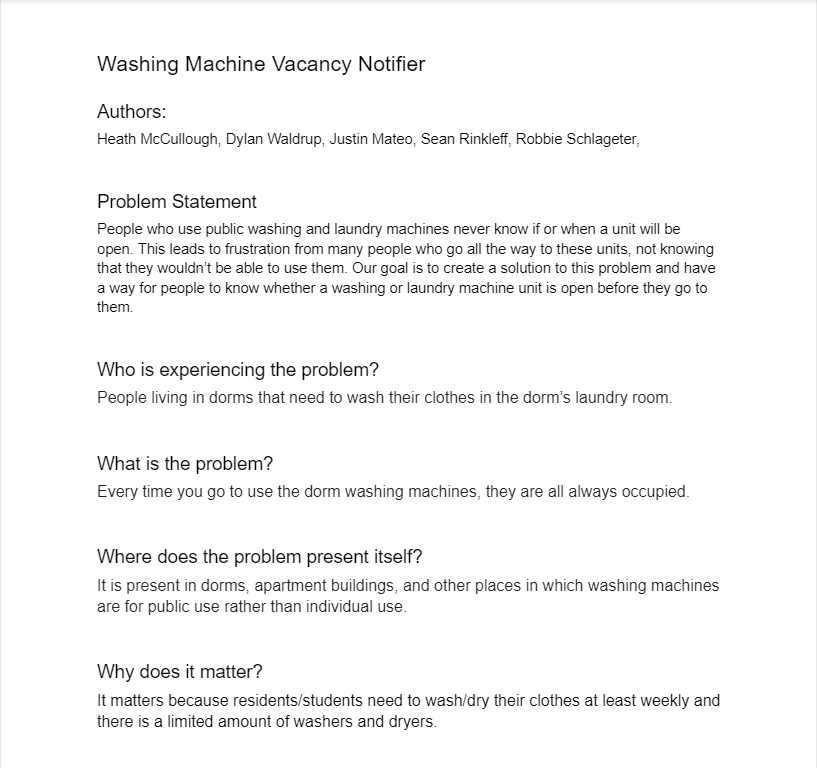 Washing Machine Vacancy Notifier
Authors:
Heath McCullough, Dylan Waldrup, Justin Mateo, Sean Rinkleff, Robbie Schlageter,
Problem Statement
People who use public washing and laundry machines never know if or when a unit will be
open. This leads to frustration from many people who go all the way to these units, not knowing
that they wouldn’t be able to use them. Our goal is to create a solution to this problem and have
a way for people to know whether a washing or laundry machine unit is open before they go to
them.
Who is experiencing the problem?
People living in dorms that need to wash their clothes in the dorm’s laundry room.
What is the problem?
Every time you go to use the dorm washing machines, they are all always occupied.
Where does the problem present itself?
It is present in dorms, apartment buildings, and other places in which washing machines
are for public use rather than individual use.
Why does it matter?
It matters because residents/students need to wash/dry their clothes at least weekly and
there is a limited amount of washers and dryers.